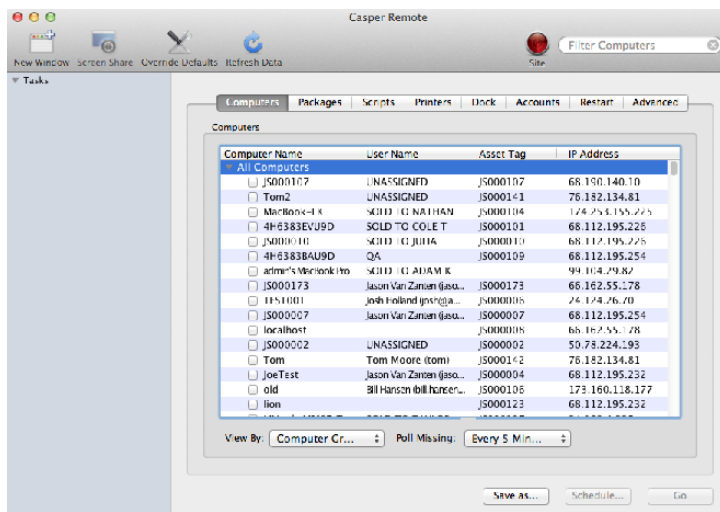 Casper Remote
New Window Screen Share Override Defaults Refresh Data Site Filter Computers
Tasks
Computers Packages Scripts Printers Dock Accounts Restart Advanced
Computers
Computer Name User Name Asset Tag IP Address
All Computers
JS000107 UNASSIGNED JS000107 68.190.140.10
Tom2 UNASSIGNED JS000141 76.182.134.81
SOLD TO NATHAN JS000104 174.253.155.225
4H6383EVU9D SOLD TO COLE T JS000101 68.112.195.226
JS000010 SOLD TO JULIA JS000010 68.112.195.226
4H6383BAU9D QA JS000109 68.112.195.254
admin's MacBook Pro SOLD TO ADAM K 99.104.29.82
JS000173 Jason Van Zanten (jaso... JS000173 66.162.55.178
TEST001 Josh Holland (josh@a... JS000006 24.124.26.70
JS000007 Jason Van Zanten (jaso... JS000007 68.112.195.254
localhost JS000008 66.162.55.178
JS000002 UNASSIGNED JS000002 50.78.224.193
Tom Tom Moore (tom) JS000142 76.182.134.81
JoeTest Jason Van Zanten (jaso... JS000004 68.112.195.232
old Bill Hansen (bill.hansen... JS000106 173.160.118.177
lion JS000123 68.112.195.232
View By: Computer Gr... Poll Missing: Every 5 Min...
Save as... Schedule... Go